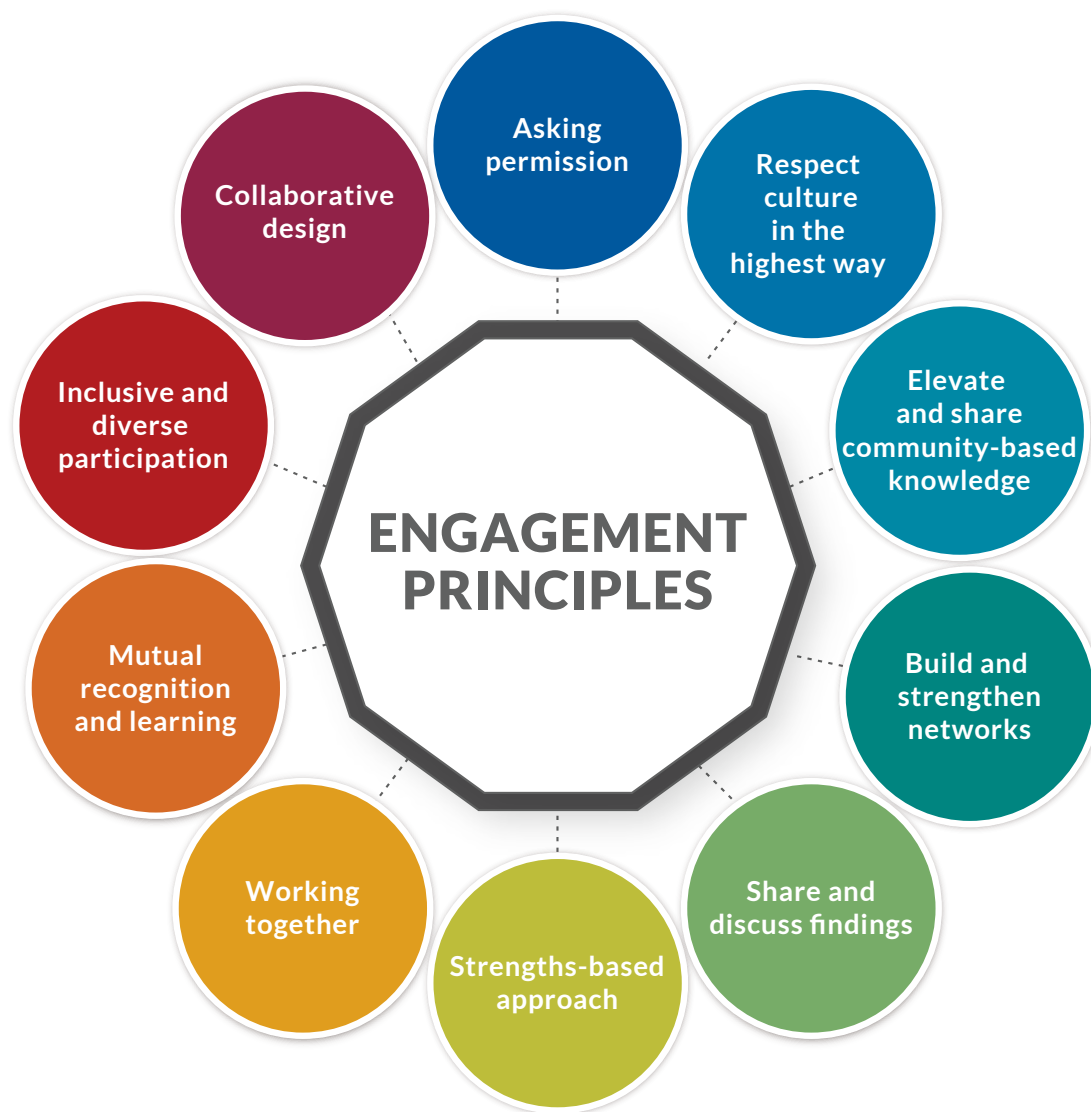 ENGAGEMENT
PRINCIPLES
Asking
permission
Respect
culture
in the
highest way
Elevate
and share
community-based
knowledge
Build and
strengthen
networks
Share and
discuss findings
Strengths-based
approach
Working
together
Mutual
recognition
and learning
Inclusive and
diverse
participation
Collaborative
design